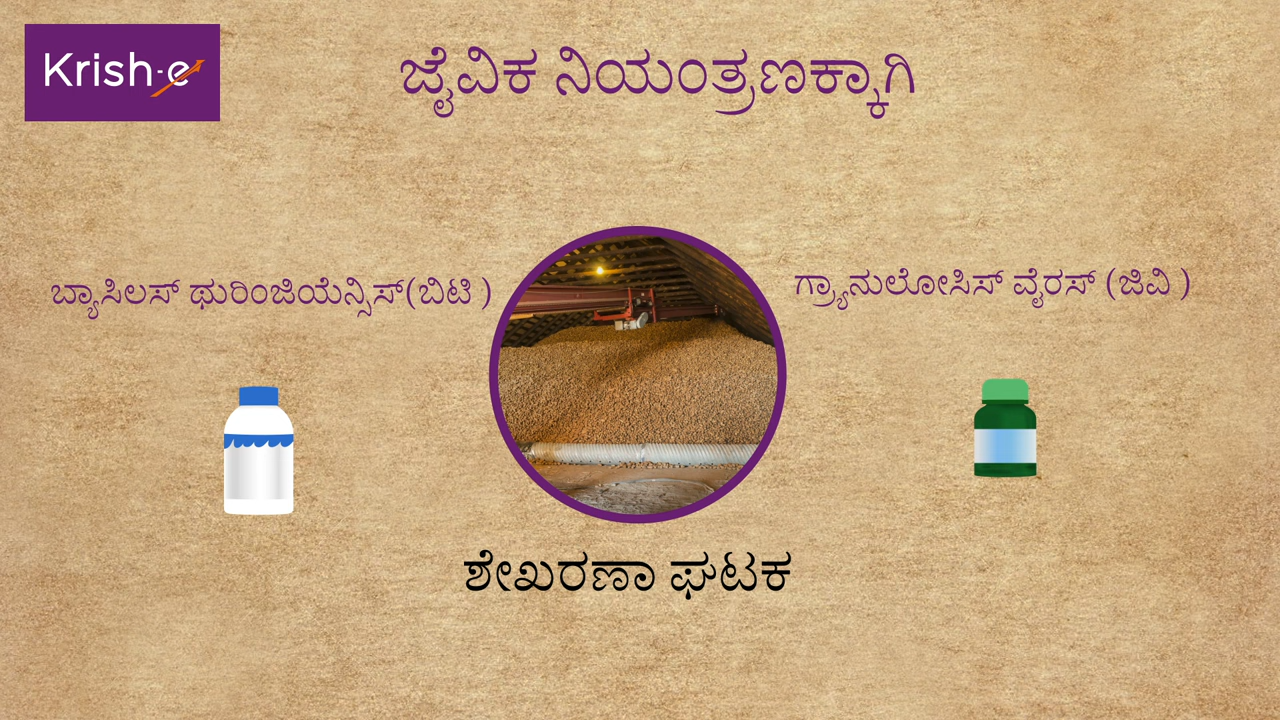 Krish-e
ಜೈವಿಕ ನಿಯಂತ್ರಣಕ್ಕಾಗಿ
ಬ್ಯಾಸಿಲಸ್ ಥುರಿಂಜಿಯೆನ್ಸಿಸ್(ಬಿಟಿ )
ಗ್ರ್ಯಾನುಲೋಸಿಸ್ ವೈರಸ್ (ಜಿವಿ )
ಶೇಖರಣಾ ಘಟಕ